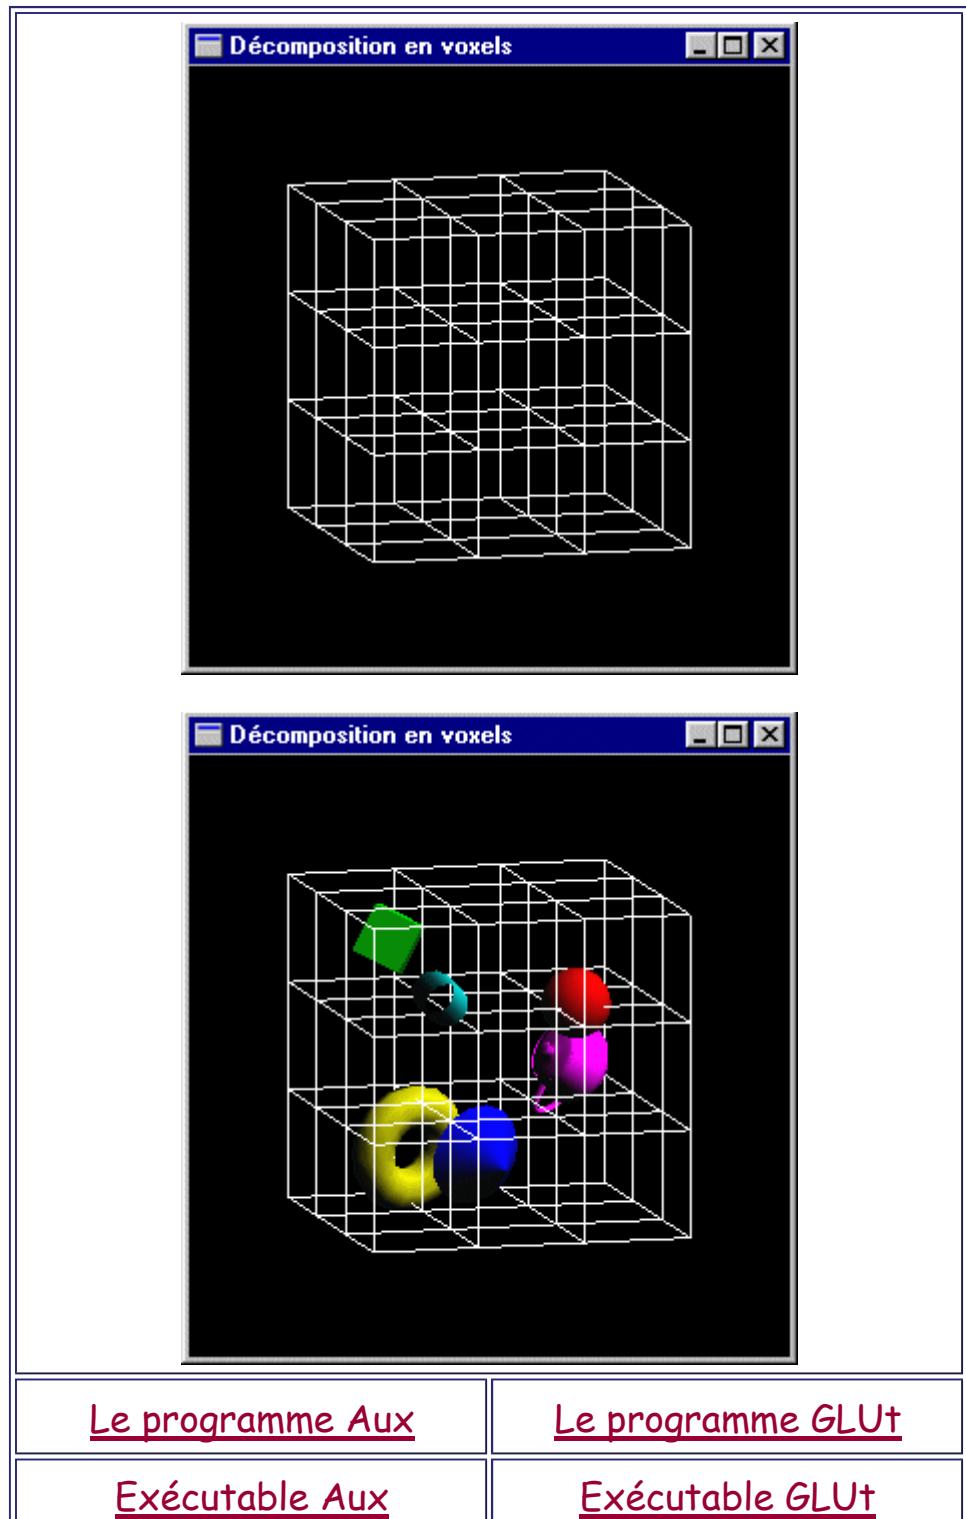 Décomposition en voxels
Décomposition en voxels
Le programme Aux
Le programme GLUt
Exécutable Aux
Exécutable GLUt